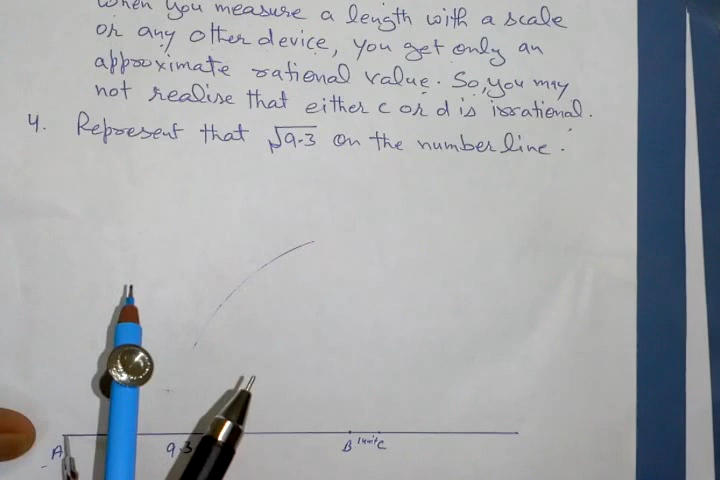 When you measure a length with a scale
or any other device, you get only an
approximate rational value. So, you may
not realise that either c or d is irrational.
4. Represent that √9.3 on the number line.
A 9.3 B 1 unit C